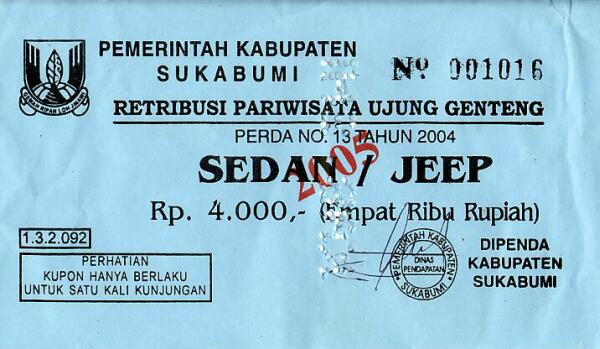 PEMERINTAH KABUPATEN
SUKABUMI
Nº 001016
RETRIBUSI PARIWISATA UJUNG GENTENG
PERDA NO. 13 TAHUN 2004
2005
SEDAN / JEEP
Rp. 4.000,- (Empat Ribu Rupiah)
1.3.2.092
PERHATIAN
KUPON HANYA BERLAKU
UNTUK SATU KALI KUNJUNGAN
PEMERINTAH KABUPATEN
DINAS
PENDAPATAN
SUKABUMI
DIPENDA
KABUPATEN
SUKABUMI